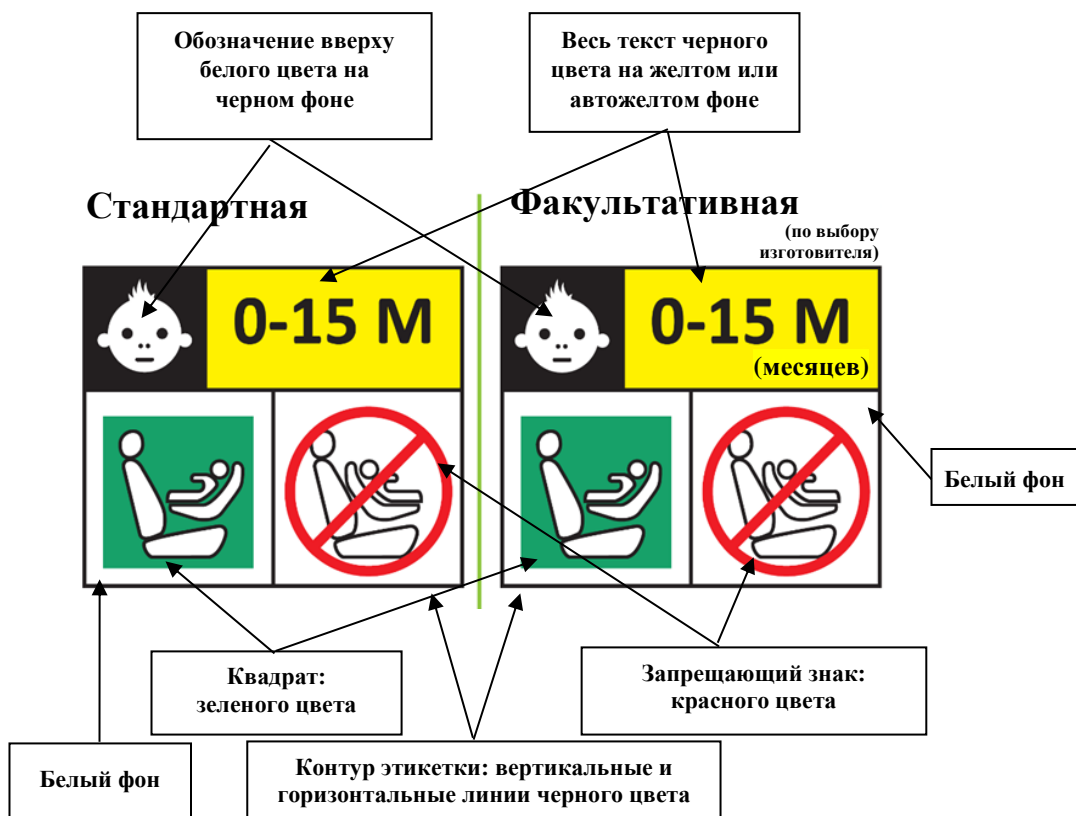 Обозначение вверху
белого цвета на
черном фоне
Весь текст черного
цвета на желтом или
автожелтом фоне
Стандартная
Факультативная
(по выбору
изготовителя)
0-15 М
0-15 М
(месяцев)
Белый фон
Квадрат:
зеленого цвета
Запрещающий знак:
красного цвета
Белый фон
Контур этикетки: вертикальные и
горизонтальные линии черного цвета